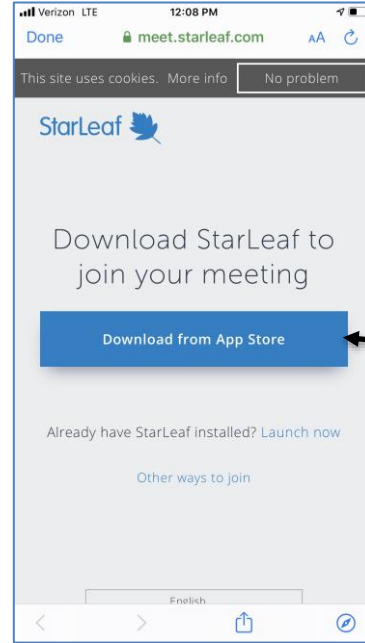 Verizon LTE 12:08 PM
Done meet.starleaf.com AA
This site uses cookies. More info No problem
StarLeaf
Download StarLeaf to
join your meeting
Download from App Store
Already have StarLeaf installed? Launch now
Other ways to join
English